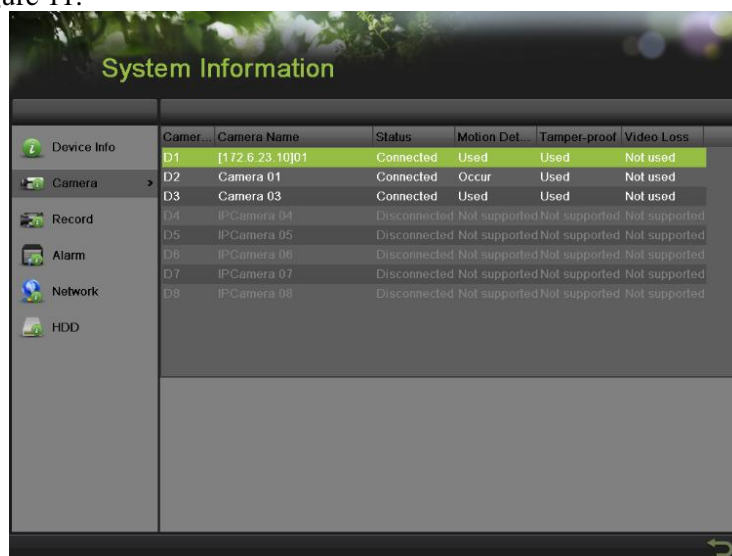 gure 11.
System Information
Device Info
Camera >
Record
Alarm
Network
HDD
Camer... Camera Name Status Motion Det... Tamper-proof Video Loss
D1 [172.6.23.10]01 Connected Used Used Not used
D2 Camera 01 Connected Occur Used Not used
D3 Camera 03 Connected Used Used Not used
D4 IPCamera 04 Disconnected Not supported Not supported Not supported
D5 IPCamera 05 Disconnected Not supported Not supported Not supported
D6 IPCamera 06 Disconnected Not supported Not supported Not supported
D7 IPCamera 07 Disconnected Not supported Not supported Not supported
D8 IPCamera 08 Disconnected Not supported Not supported Not supported